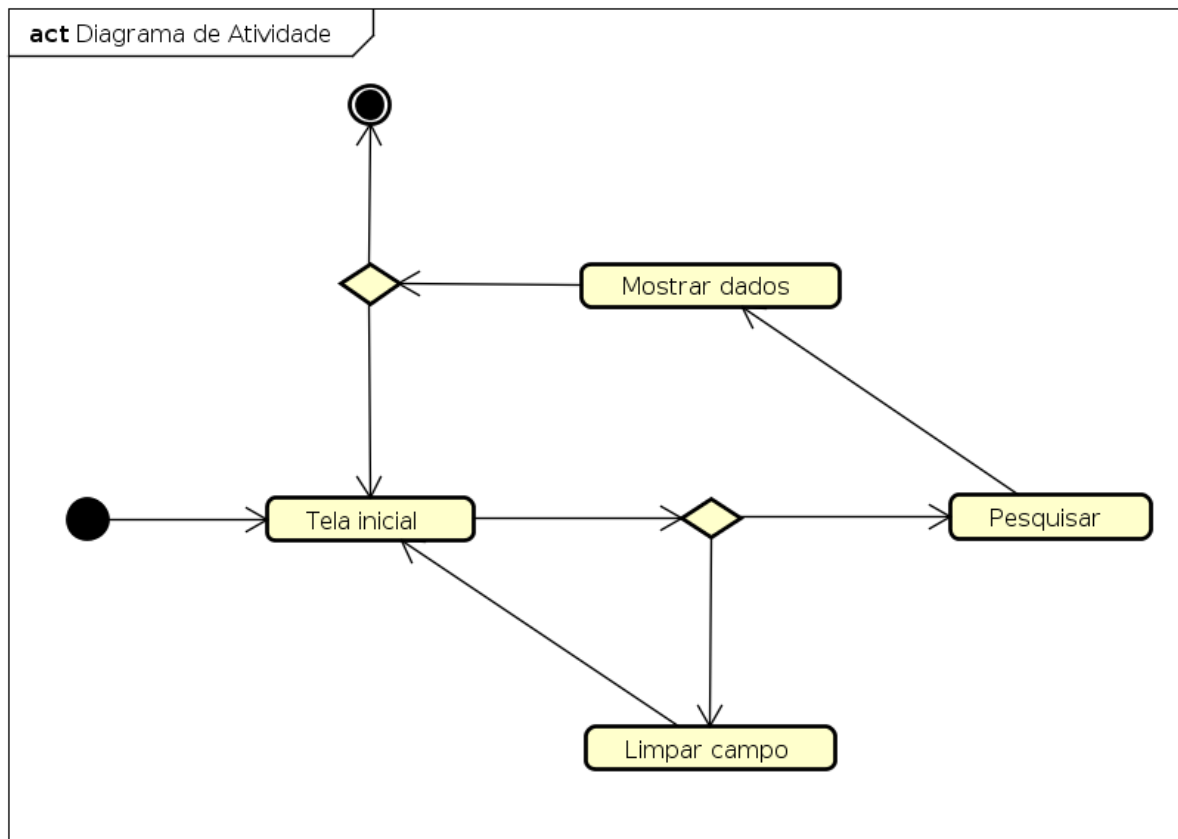 act Diagrama de Atividade
Mostrar dados
Tela inicial
Pesquisar
Limpar campo